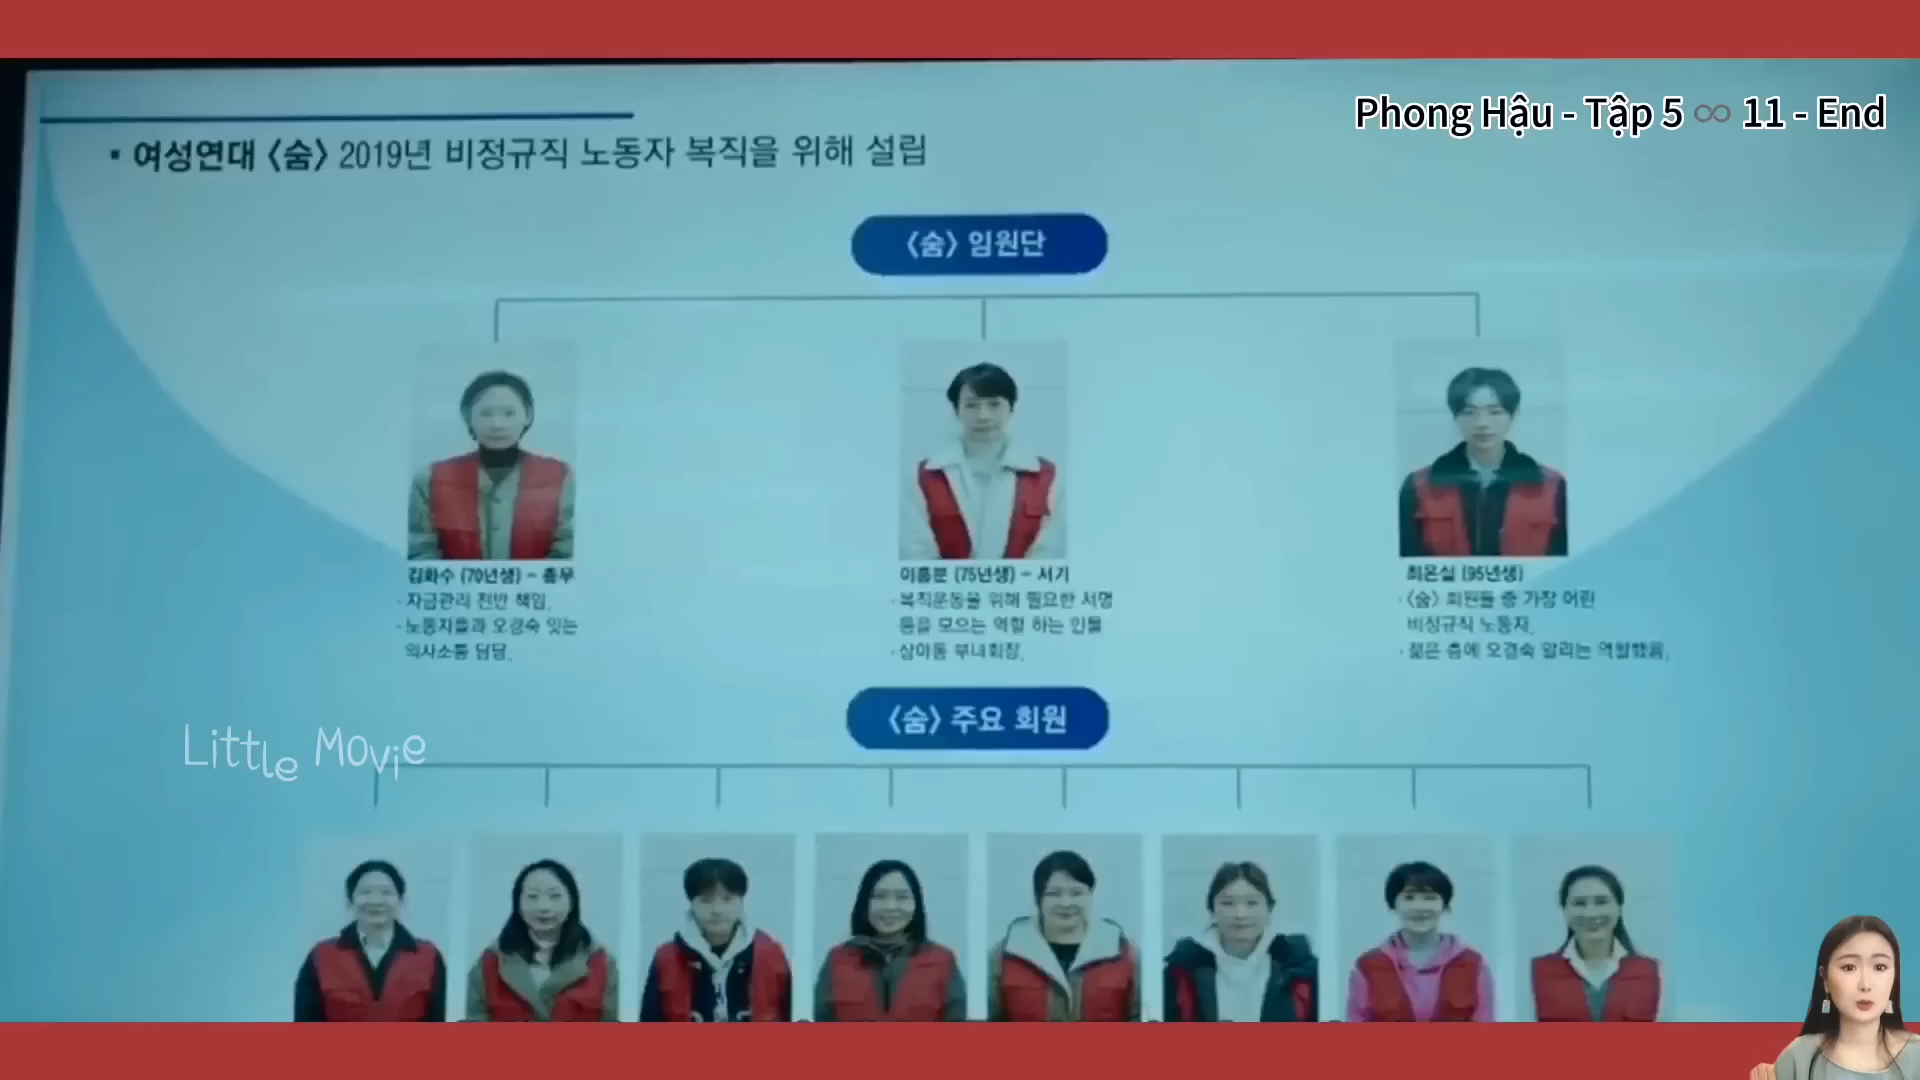 Phong Hậu - Tập 5 ∞ 11 - End
▪ 여성연대 〈숨〉 2019년 비정규직 노동자 복직을 위해 설립
〈숨〉 임원단
김화수 (70년생) - 총무
- 자금관리 전반 책임.
- 노동자들과 오경숙 잇는
의사소통 담당.
이흥분 (75년생) - 서기
- 복직운동을 위해 필요한 서명
등을 모으는 역할 하는 인물
- 삼아동 부녀회장.
최온실 (95년생)
- 〈숨〉 회원들 중 가장 어린
비정규직 노동자.
- 젊은 층에 오경숙 알리는 역할했음.
〈숨〉 주요 회원
Little Movie